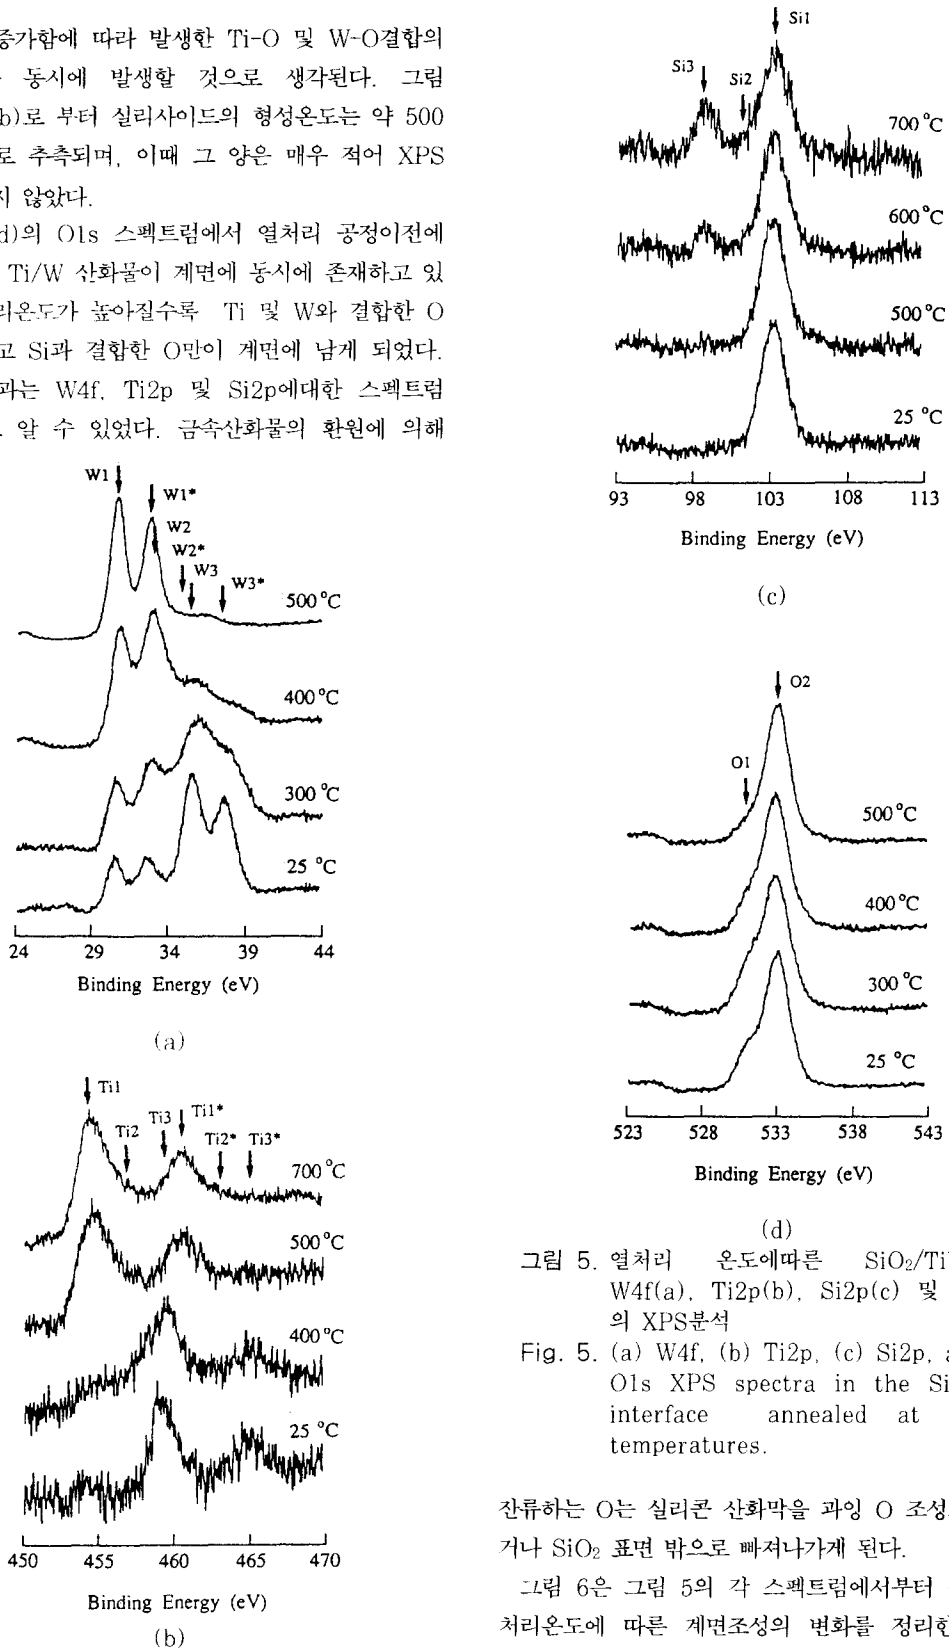 증가함에 따라 발생한 Ti-O 및 W-O결합의
동시에 발생할 것으로 생각된다. 그림
b)로 부터 실리사이드의 형성온도는 약 500
로 추측되며, 이때 그 양은 매우 적어 XPS
지 않았다.
d)의 O1s 스펙트럼에서 열처리 공정이전에
Ti/W 산화물이 계면에 동시에 존재하고 있
리온도가 높아질수록 Ti 및 W와 결합한 O
고 Si과 결합한 O만이 계면에 남게 되었다.
과는 W4f, Ti2p 및 Si2p에대한 스펙트럼
알 수 있었다. 금속산화물의 환원에 의해
W1
W1*
W2
W2*
W3
W3*
500 °C
400 °C
300 °C
25 °C
24 29 34 39 44
Binding Energy (eV)
(a)
Ti1
Ti2
Ti3
Ti1*
Ti2*
Ti3*
700 °C
500 °C
400 °C
25 °C
450 455 460 465 470
Binding Energy (eV)
(b)
Si1
Si3
Si2
700 °C
600 °C
500 °C
25 °C
93 98 103 108 113
Binding Energy (eV)
(c)
O2
O1
500 °C
400 °C
300 °C
25 °C
523 528 533 538 543
Binding Energy (eV)
(d)
그림 5. 열처리 온도에따른 SiO₂/Ti
W4f(a), Ti2p(b), Si2p(c) 및
의 XPS분석
Fig. 5. (a) W4f, (b) Ti2p, (c) Si2p, a
O1s XPS spectra in the Si
interface annealed at
temperatures.
잔류하는 O는 실리콘 산화막을 과잉 O 조성
거나 SiO₂ 표면 밖으로 빠져나가게 된다.
그림 6은 그림 5의 각 스펙트럼에서부터
처리온도에 따른 계면조성의 변화를 정리한